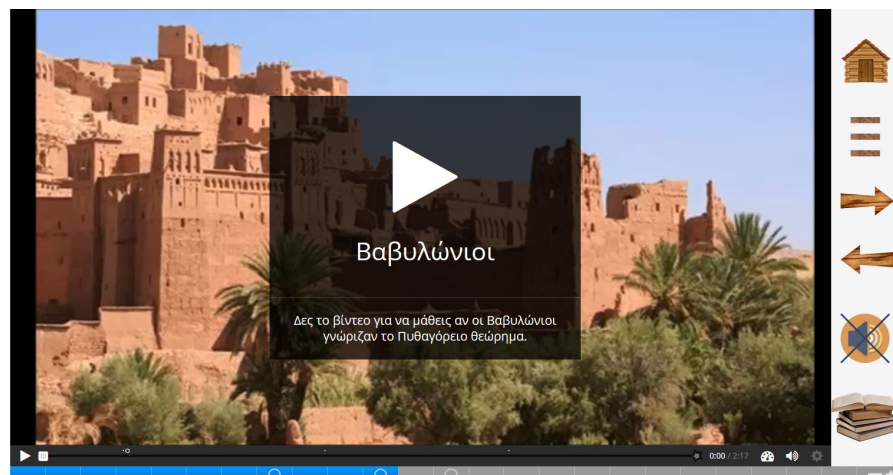 Βαβυλώνιοι
Δες το βίντεο για να μάθεις αν οι Βαβυλώνιοι
γνώριζαν το Πυθαγόρειο θεώρημα.
0:00 / 2:17